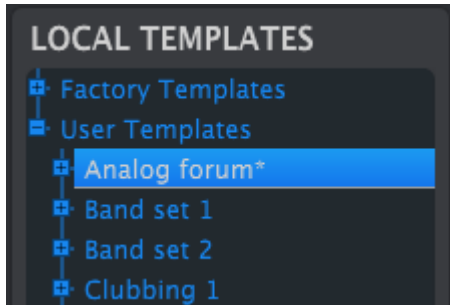 LOCAL TEMPLATES
Factory Templates
User Templates
Analog forum*
Band set 1
Band set 2
Clubbing 1